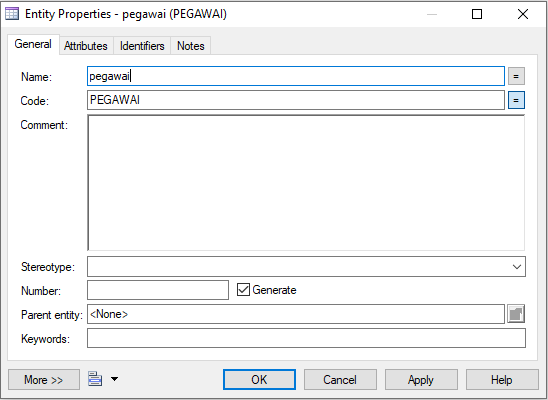 Entity Properties - pegawai (PEGAWAI)
General Attributes Identifiers Notes
Name: pegawai =
Code: PEGAWAI =
Comment:
Stereotype:
Number: Generate
Parent entity: <None>
Keywords:
More >> OK Cancel Apply Help